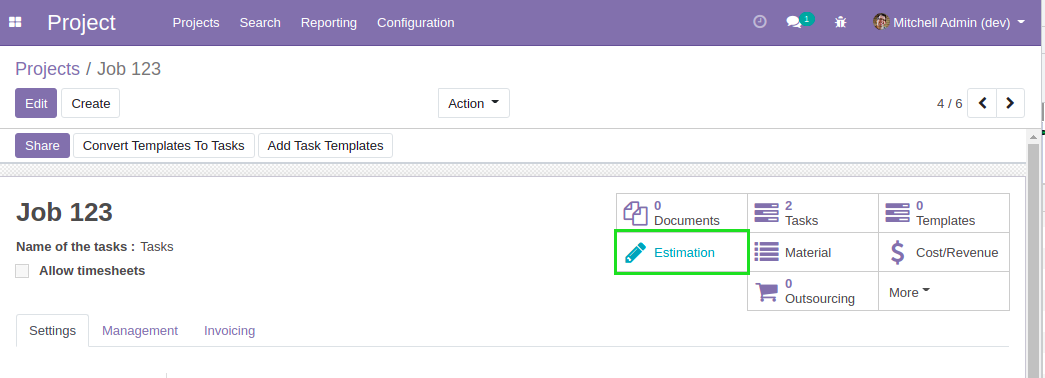 Project Projects Search Reporting Configuration 1 Mitchell Admin (dev)
Projects / Job 123
Edit Create Action 4 / 6
Share Convert Templates To Tasks Add Task Templates
Job 123
0 Documents 2 Tasks 0 Templates
Name of the tasks : Tasks
Estimation Material $ Cost/Revenue
Allow timesheets
0 Outsourcing More
Settings Management Invoicing